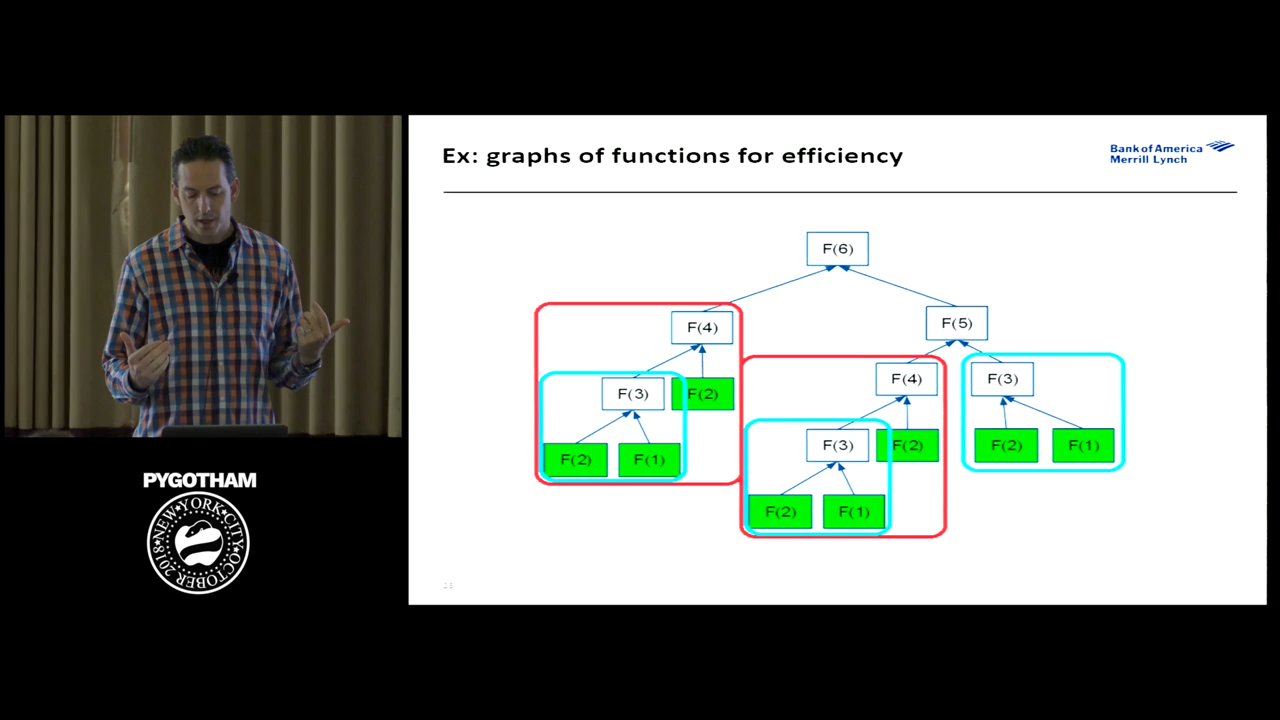 Ex: graphs of functions for efficiency
Bank of America
Merrill Lynch
F(6)
F(4)
F(5)
F(3)
F(2)
F(4)
F(3)
F(2)
F(1)
F(3)
F(2)
F(2)
F(1)
F(2)
F(1)
PYGOTHAM
NEW YORK CITY OCTOBER 2018